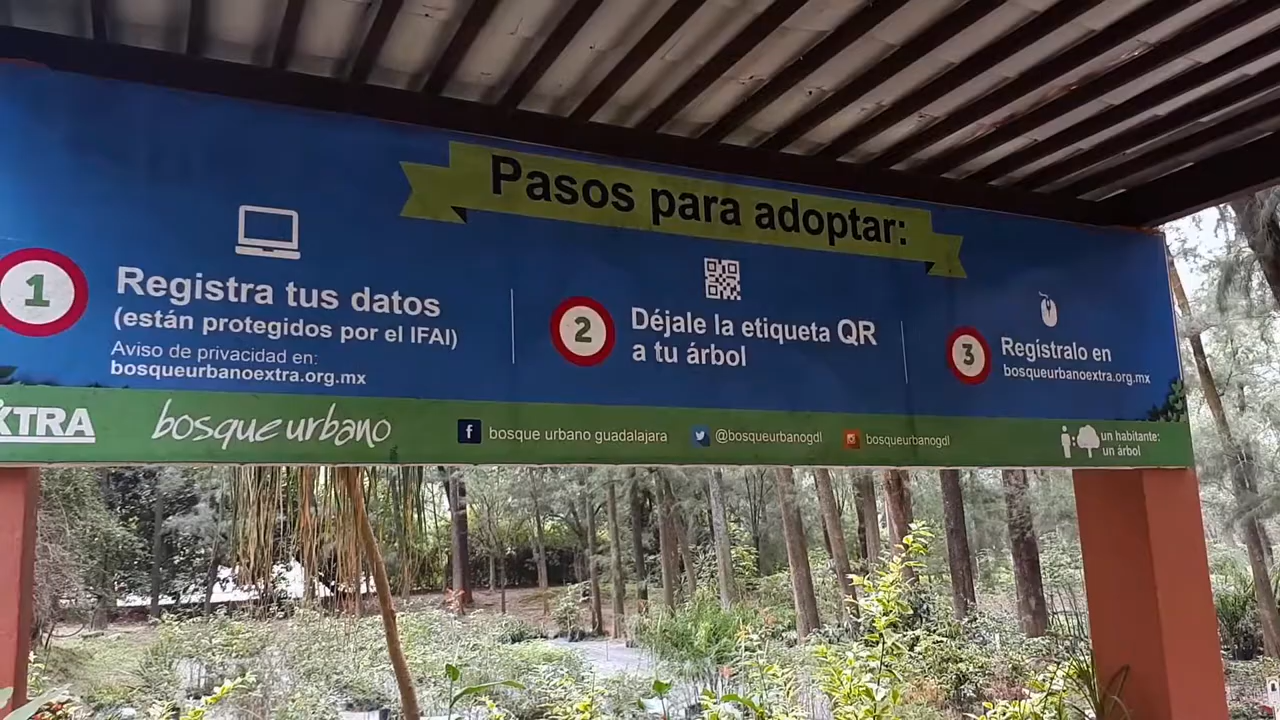 Pasos para adoptar:
1
Registra tus datos
(están protegidos por el IFAI)
Aviso de privacidad en:
bosqueurbanoextra.org.mx
2
Déjale la etiqueta QR
a tu árbol
3
Regístralo en
bosqueurbanoextra.org.mx
XTRA
bosque urbano
f
bosque urbano guadalajara
@bosqueurbanogdl
bosqueurbanogdl
un habitante:
un árbol